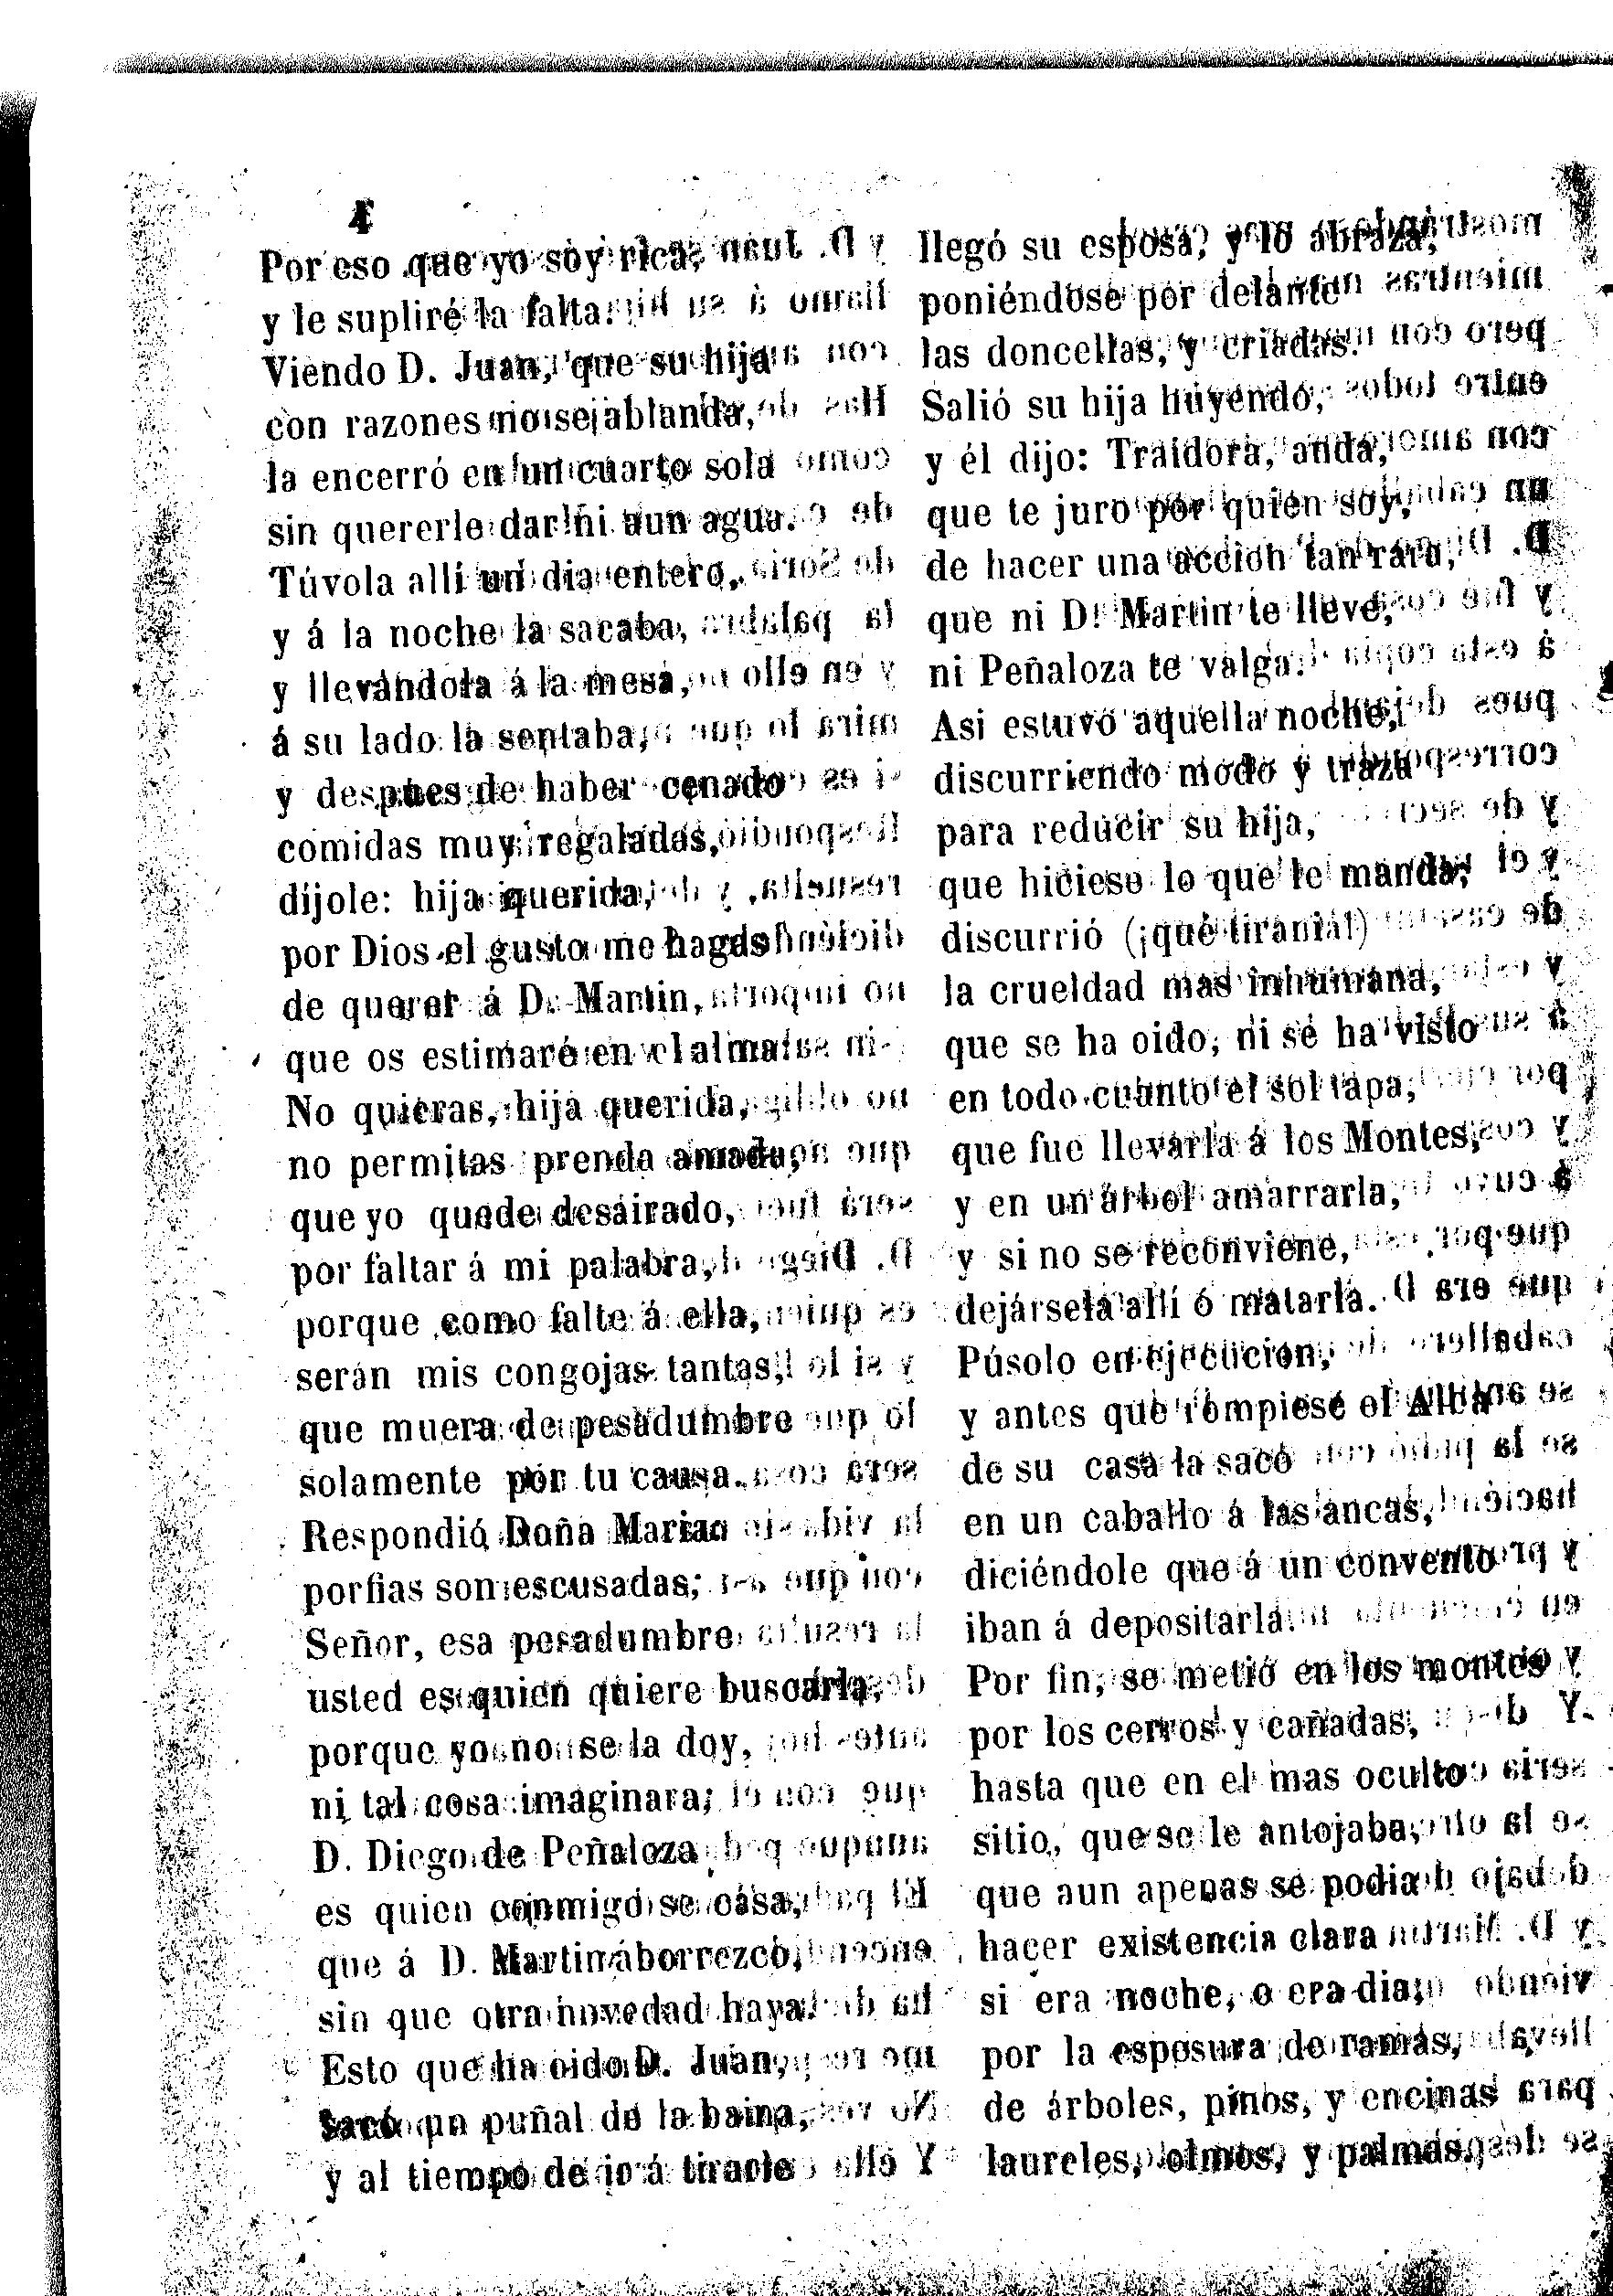 4
Por eso que yo soy rica,
y le supliré la falta.
Viendo D. Juan, que su hija
con razones no se ablanda,
la encerró en un cuarto sola
sin quererle dar ni aun agua.
Túvola allí un dia entero,
y á la noche la sacaba,
y llevándola á la mesa,
á su lado la sentaba,
y despues de haber cenado
comidas muy regaladas,
díjole: hija querida,
por Dios el gusto me hagas
de querer á D. Martin,
que os estimaré en el alma.
No quieras, hija querida,
no permitas prenda amada,
que yo quede desairado,
por faltar á mi palabra,
porque como falte á ella,
serán mis congojas tantas,
que muera de pesadumbre
solamente por tu causa.
Respondió Doña Maria
porfias son escusadas;
Señor, esa pesadumbre
usted es quien quiere buscarla,
porque yo no se la doy,
ni tal cosa imaginara;
D. Diego de Peñaloza
es quien conmigo se casa,
que á D. Martin aborrezco,
sin que otra novedad haya.
Esto que ha oido D. Juan,
sacó un puñal de la baina,
y al tiempo de ir á tirarle
llegó su esposa, y lo abraza,
poniéndose por delante
las doncellas, y criadas.
Salió su hija huyendo,
y él dijo: Traidora, anda,
que te juro por quien soy,
de hacer una accion tan rara,
que ni D. Martin te lleve,
ni Peñaloza te valga.
Asi estuvo aquella noche,
discurriendo modo y traza
para reducir su hija,
que hiciese lo que le manda;
discurrió (¡qué tirania!)
la crueldad mas inhumana,
que se ha oido, ni se ha visto
en todo cuanto el sol tapa,
que fue llevarla á los Montes,
y en un árbol amarrarla,
y si no se reconviene,
dejársela allí ó matarla.
Púsolo en ejecucion,
y antes que rompiese el Alba
de su casa la sacó
en un caballo á las ancas,
diciéndole que á un convento
iban á depositarla.
Por fin, se metió en los montes
por los cerros y cañadas,
hasta que en el mas oculto
sitio, que se le antojaba,
que aun apenas se podia
hacer existencia clara
si era noche, o era dia,
por la esposura de ramas,
de árboles, pinos, y encinas
laureles, olmos, y palmas,